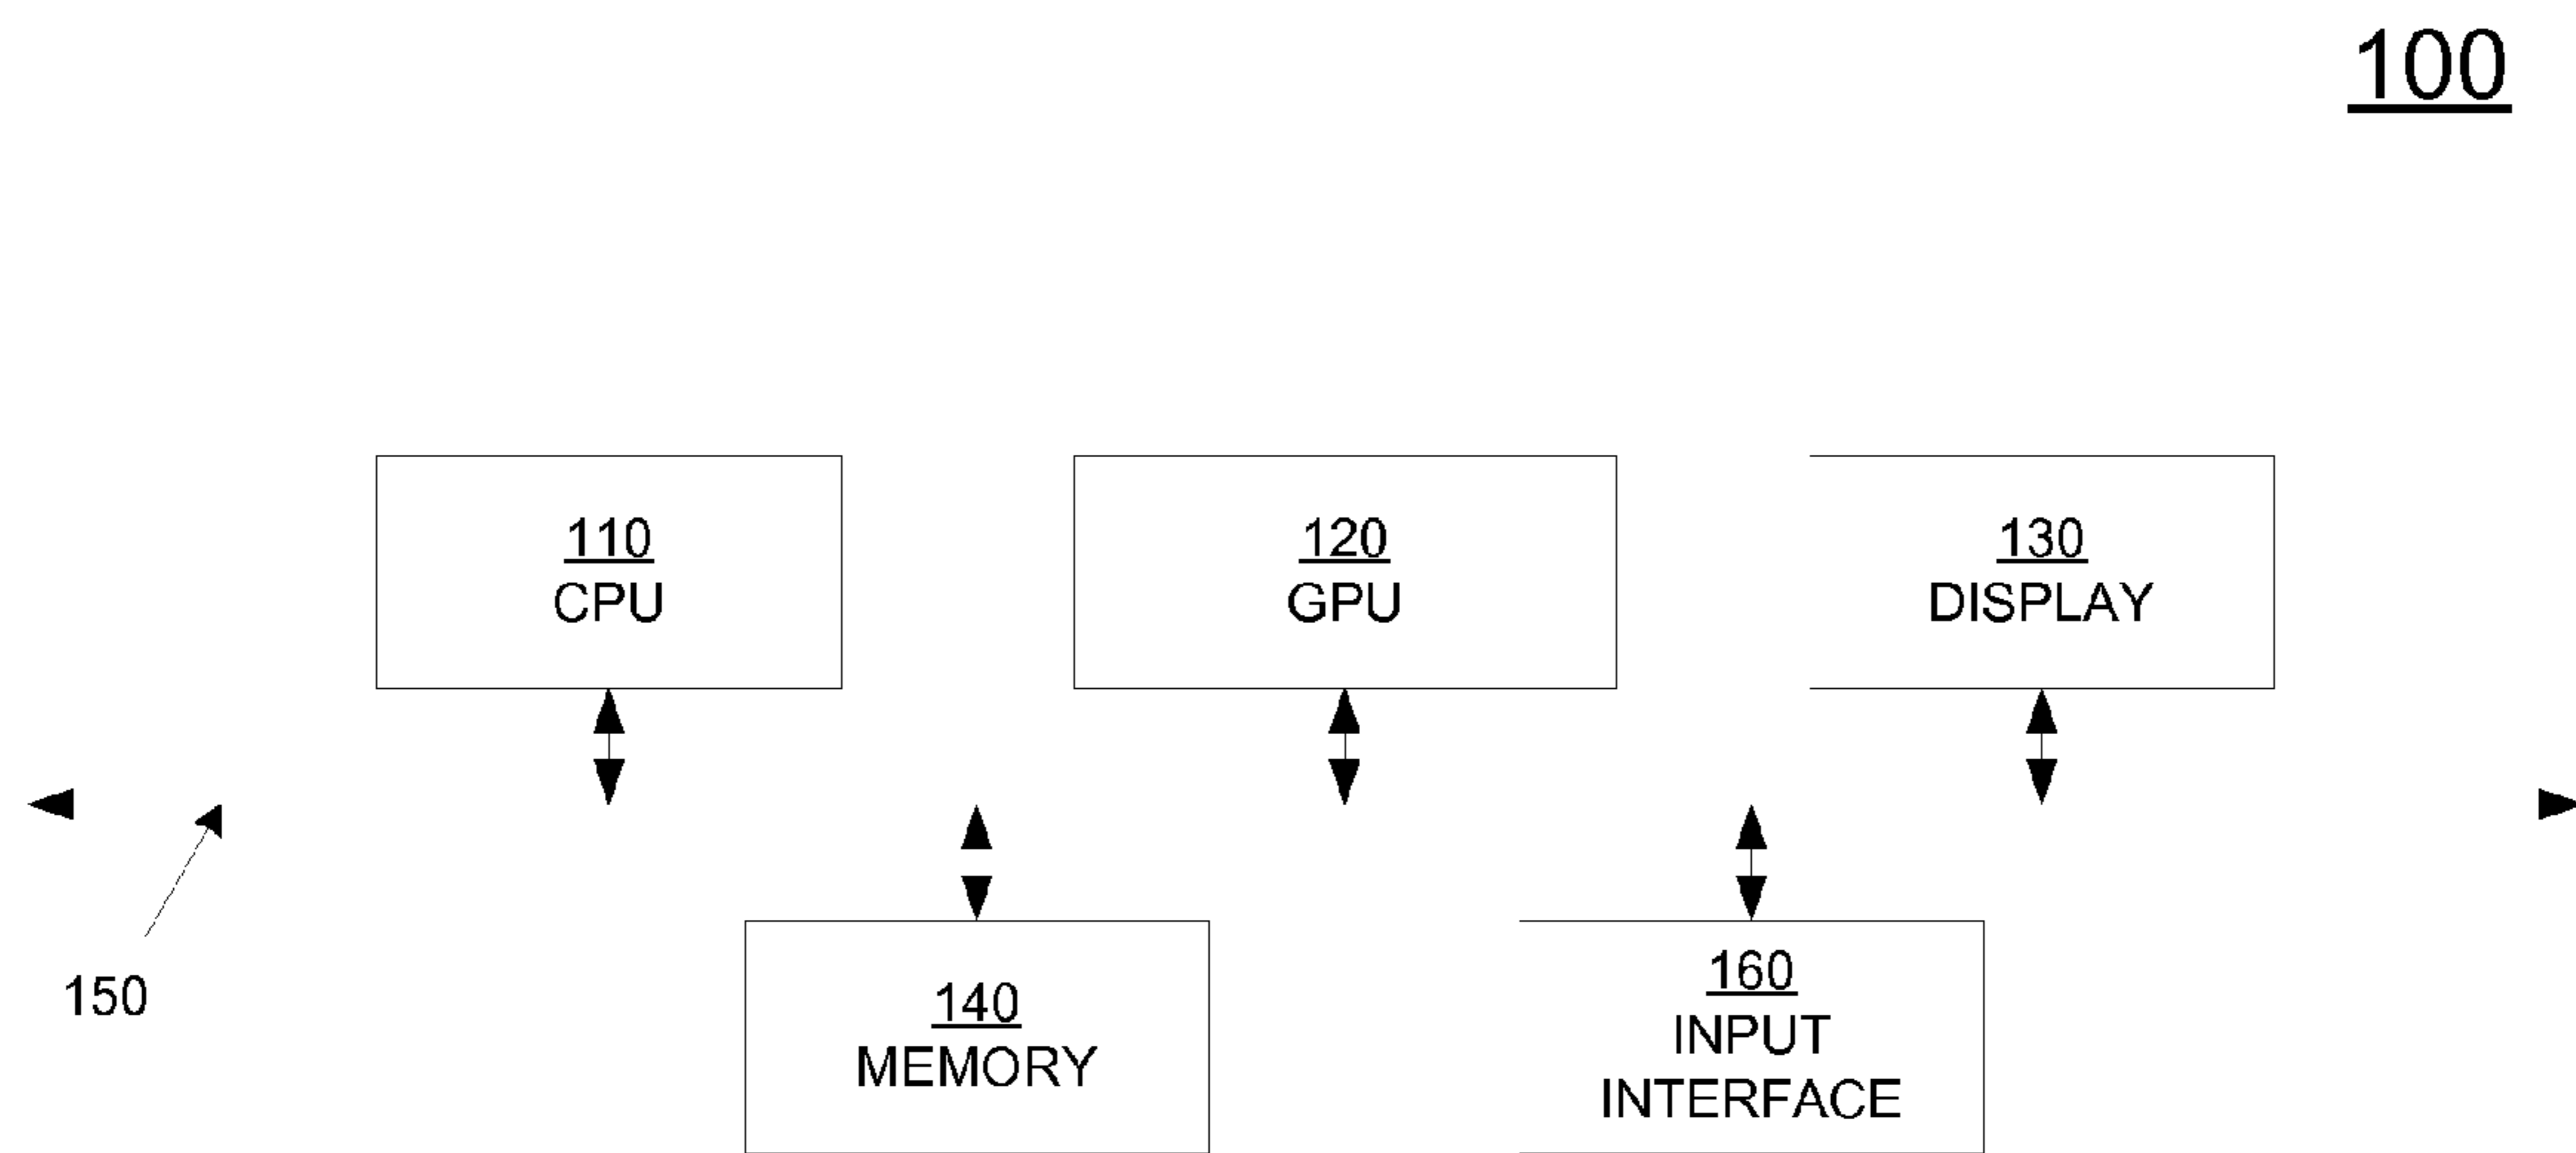 100
110
CPU
120
GPU
130
DISPLAY
150
140
MEMORY
160
INPUT
INTERFACE